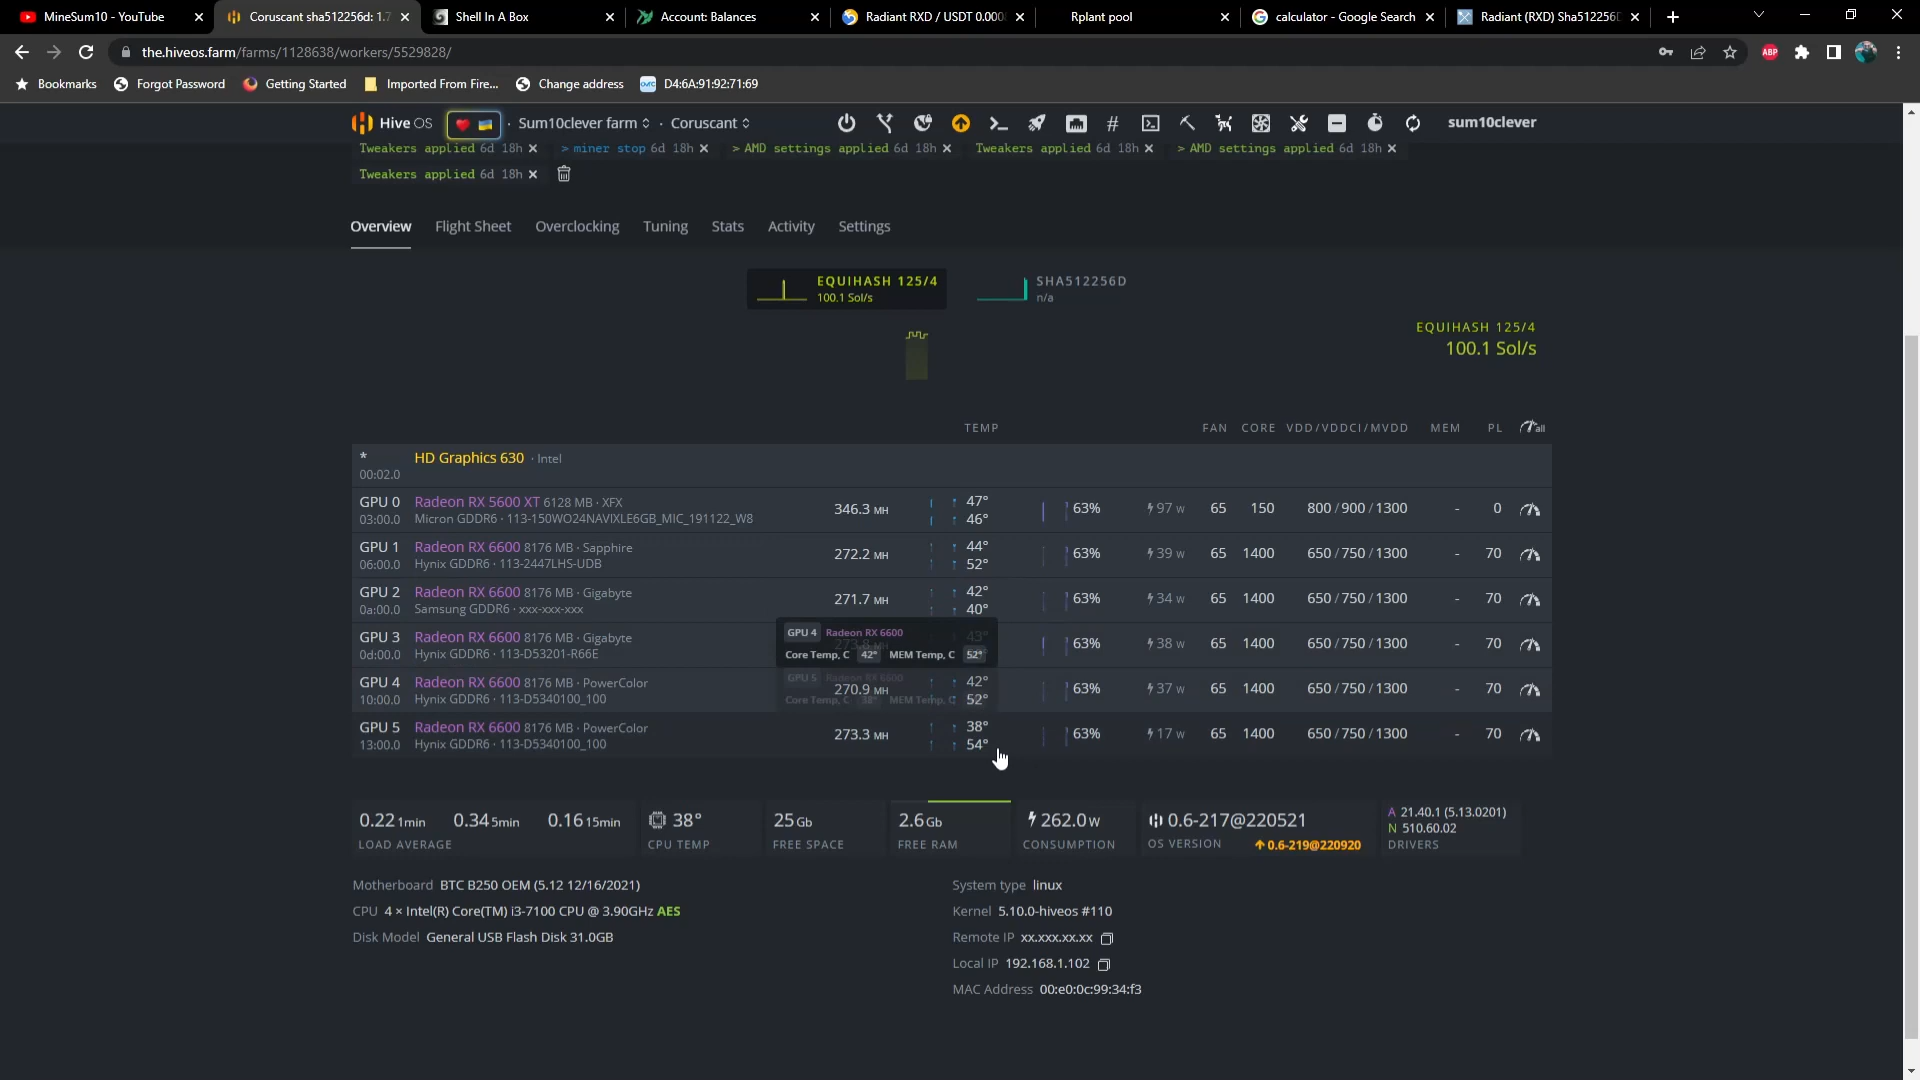 MineSum10 - YouTube
Coruscant sha512256d: 1.7
Shell In A Box
Account: Balances
Radiant RXD / USDT 0.000
Rplant pool
calculator - Google Search
Radiant (RXD) Sha512256D
the.hiveos.farm/farms/1128638/workers/5529828/
Bookmarks
Forgot Password
Getting Started
Imported From Fire...
Change address
D4:6A:91:92:71:69
Hive OS · Sum10clever farm · Coruscant
# sum10clever
Tweakers applied 6d 18h
> miner stop 6d 18h
> AMD settings applied 6d 18h
Tweakers applied 6d 18h
> AMD settings applied 6d 18h
Tweakers applied 6d 18h
Overview Flight Sheet Overclocking Tuning Stats Activity Settings
EQUIHASH 125/4
100.1 Sol/s
SHA512256D
n/a
EQUIHASH 125/4
100.1 Sol/s
TEMP FAN CORE VDD/VDDCI/MVDD MEM PL all
* HD Graphics 630 · Intel
00:02.0
GPU 0 Radeon RX 5600 XT 6128 MB · XFX 346.3 MH 47° 63% 97 W 65 150 800/900/1300 - 0
03:00.0 Micron GDDR6 · 113-150WO24NAVIXLE6GB_MIC_191122_W8 46°
GPU 1 Radeon RX 6600 8176 MB · Sapphire 272.2 MH 44° 63% 39 W 65 1400 650/750/1300 - 70
06:00.0 Hynix GDDR6 · 113-2447LHS-UDB 52°
GPU 2 Radeon RX 6600 8176 MB · Gigabyte 271.7 MH 42° 63% 34 W 65 1400 650/750/1300 - 70
0a:00.0 Samsung GDDR6 · xxx-xxx-xxx 40°
GPU 3 Radeon RX 6600 8176 MB · Gigabyte 273.8 MH 43° 63% 38 W 65 1400 650/750/1300 - 70
0d:00.0 Hynix GDDR6 · 113-D53201-R66E
GPU 4 Radeon RX 6600
Core Temp, C 42° MEM Temp, C 52°
GPU 4 Radeon RX 6600 8176 MB · PowerColor 270.9 MH 42° 63% 37 W 65 1400 650/750/1300 - 70
10:00.0 Hynix GDDR6 · 113-D5340100_100 52°
GPU 5 Radeon RX 6600
Core Temp, C 38° MEM Temp, C
GPU 5 Radeon RX 6600 8176 MB · PowerColor 273.3 MH 38° 63% 17 W 65 1400 650/750/1300 - 70
13:00.0 Hynix GDDR6 · 113-D5340100_100 54°
0.22 1min 0.34 5min 0.16 15min
LOAD AVERAGE
38°
CPU TEMP
25 Gb
FREE SPACE
2.6 Gb
FREE RAM
262.0 W
CONSUMPTION
0.6-217@220521
OS VERSION 0.6-219@220920
A 21.40.1 (5.13.0201)
N 510.60.02
DRIVERS
Motherboard BTC B250 OEM (5.12 12/16/2021)
CPU 4 × Intel(R) Core(TM) i3-7100 CPU @ 3.90GHz AES
Disk Model General USB Flash Disk 31.0GB
System type linux
Kernel 5.10.0-hiveos #110
Remote IP xx.xxx.xx.xx
Local IP 192.168.1.102
MAC Address 00:e0:0c:99:34:f3